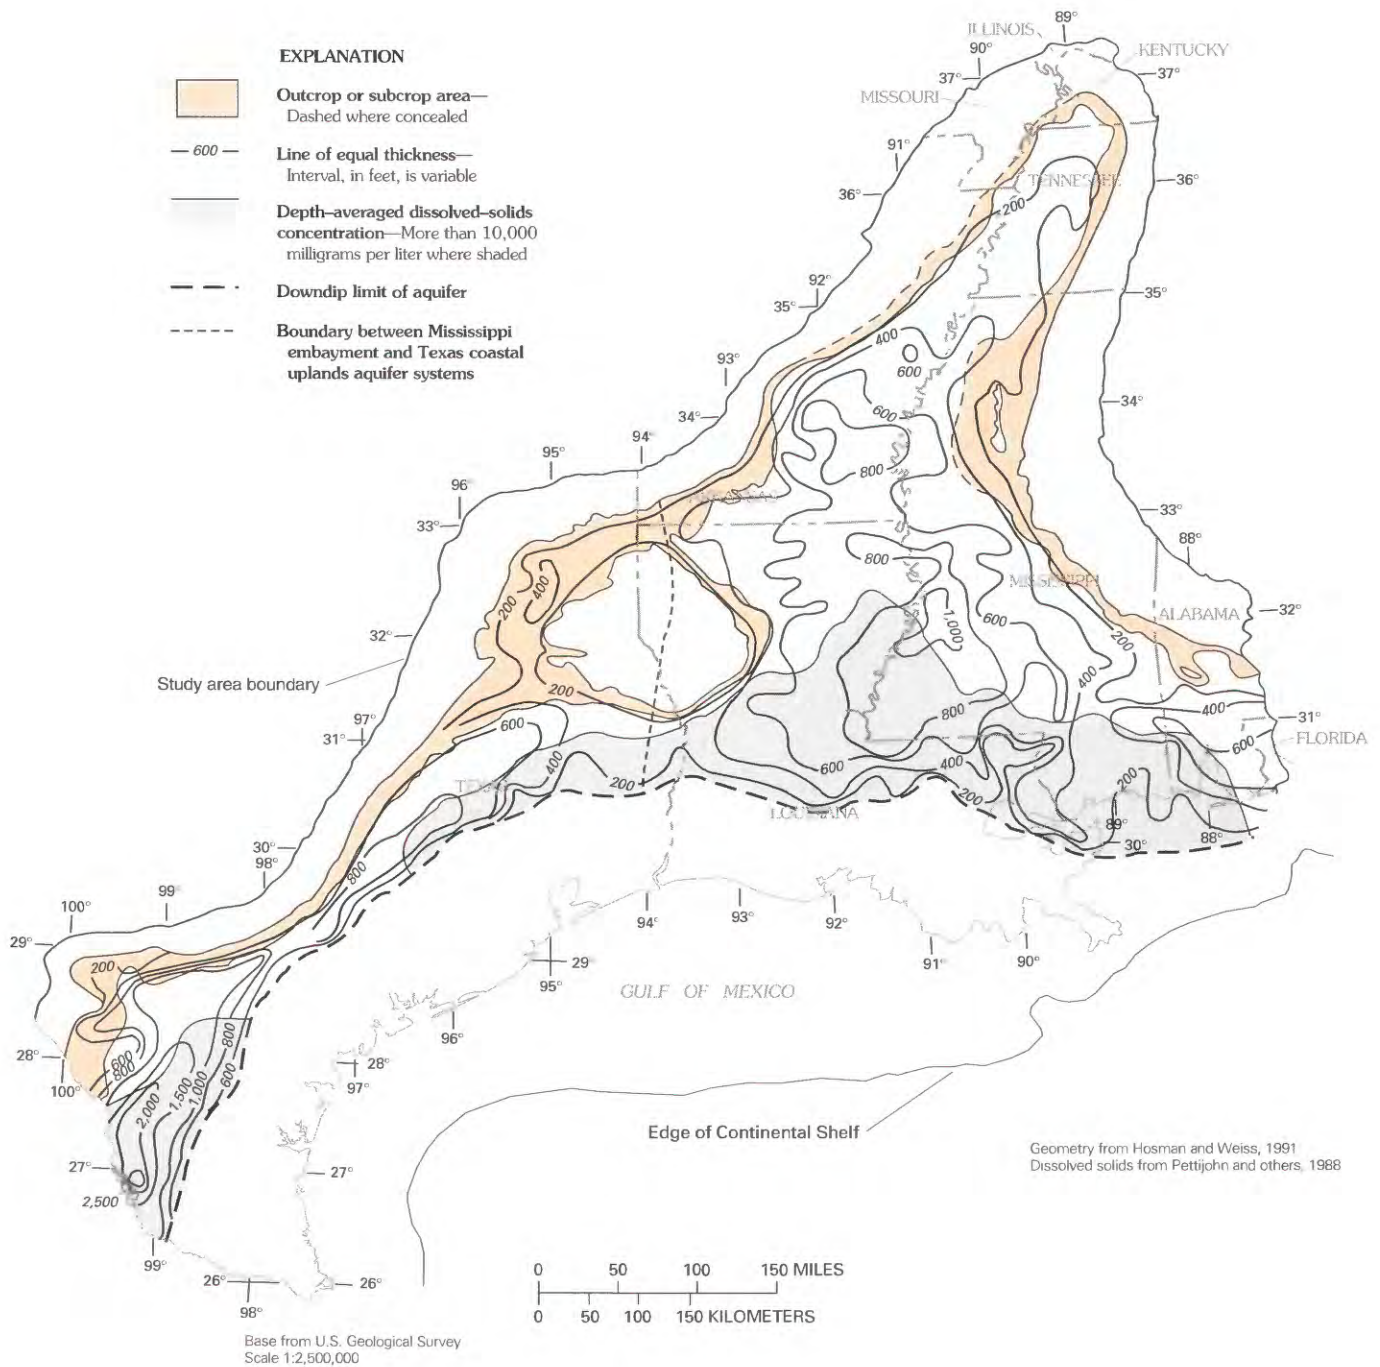 EXPLANATION
Outcrop or subcrop area—
Dashed where concealed
— 600 —
Line of equal thickness—
Interval, in feet, is variable
Depth–averaged dissolved–solids
concentration—More than 10,000
milligrams per liter where shaded
Downdip limit of aquifer
Boundary between Mississippi
embayment and Texas coastal
uplands aquifer systems
ILLINOIS
89°
90°
KENTUCKY
37°
37°
MISSOURI
91°
36°
TENNESSEE
36°
200
92°
35°
35°
400
93°
600
34°
600
34°
94°
95°
800
96°
ARKANSAS
33°
33°
88°
800
400
200
MISSISSIPPI
1,000
600
ALABAMA
32°
32°
200
Study area boundary
400
200
97°
800
400
31°
600
31°
600
FLORIDA
400
600
400
200
200
200
TEXAS
LOUISIANA
89°
88°
30°
30°
98°
800
99°
100°
94°
93°
92°
29°
91°
90°
200
29°
95°
GULF OF MEXICO
96°
28°
600
800
800
28°
100°
97°
600
1,000
1,500
2,000
Edge of Continental Shelf
Geometry from Hosman and Weiss, 1991
Dissolved solids from Pettijohn and others, 1988
27°
27°
2,500
99°
26°
26°
98°
0 50 100 150 MILES
0 50 100 150 KILOMETERS
Base from U.S. Geological Survey
Scale 1:2,500,000